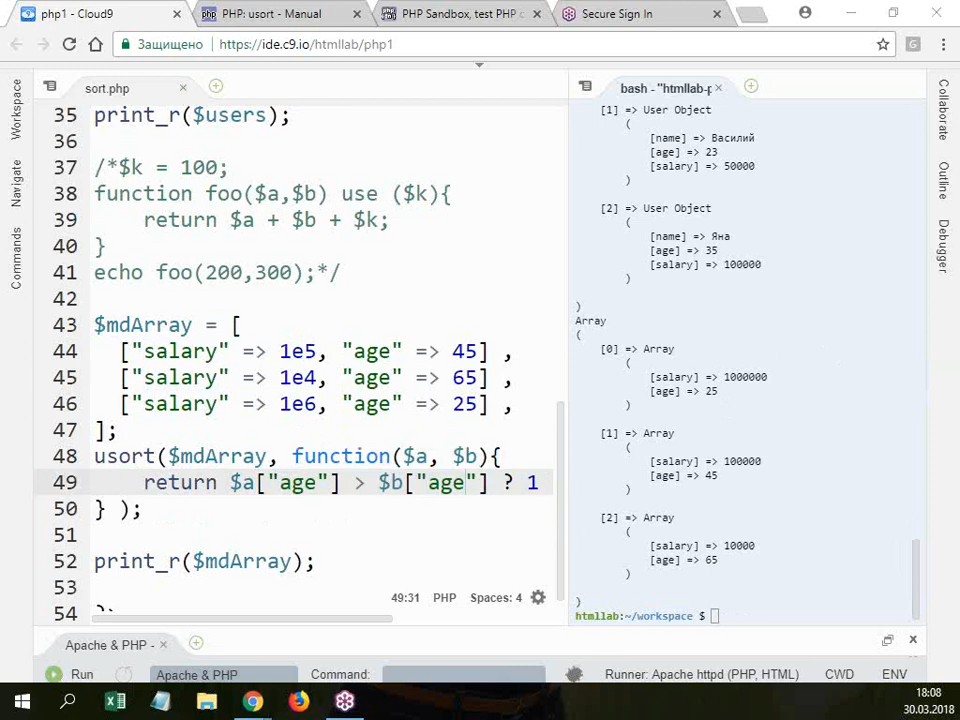 php1 - Cloud9
PHP: usort - Manual
PHP Sandbox, test PHP
Secure Sign In
Защищено
https://ide.c9.io/htmllab/php1
Workspace
Navigate
Commands
sort.php
35 print_r($users);
36
37 /*$k = 100;
38 function foo($a,$b) use ($k){
39 return $a + $b + $k;
40 }
41 echo foo(200,300);*/
42
43 $mdArray = [
44 ["salary" => 1e5, "age" => 45] ,
45 ["salary" => 1e4, "age" => 65] ,
46 ["salary" => 1e6, "age" => 25] ,
47 ];
48 usort($mdArray, function($a, $b){
49 return $a["age"] > $b["age"] ? 1
50 } );
51
52 print_r($mdArray);
53
54
49:31 PHP Spaces: 4
bash - "htmllab-p
[1] => User Object
(
[name] => Василий
[age] => 23
[salary] => 50000
)
[2] => User Object
(
[name] => Яна
[age] => 35
[salary] => 100000
)
)
Array
(
[0] => Array
(
[salary] => 1000000
[age] => 25
)
[1] => Array
(
[salary] => 100000
[age] => 45
)
[2] => Array
(
[salary] => 10000
[age] => 65
)
)
htmllab:~/workspace $
Collaborate
Outline
Debugger
Apache & PHP -
Run
Apache & PHP
Command:
Runner: Apache httpd (PHP, HTML)
CWD
ENV
18:08
30.03.2018